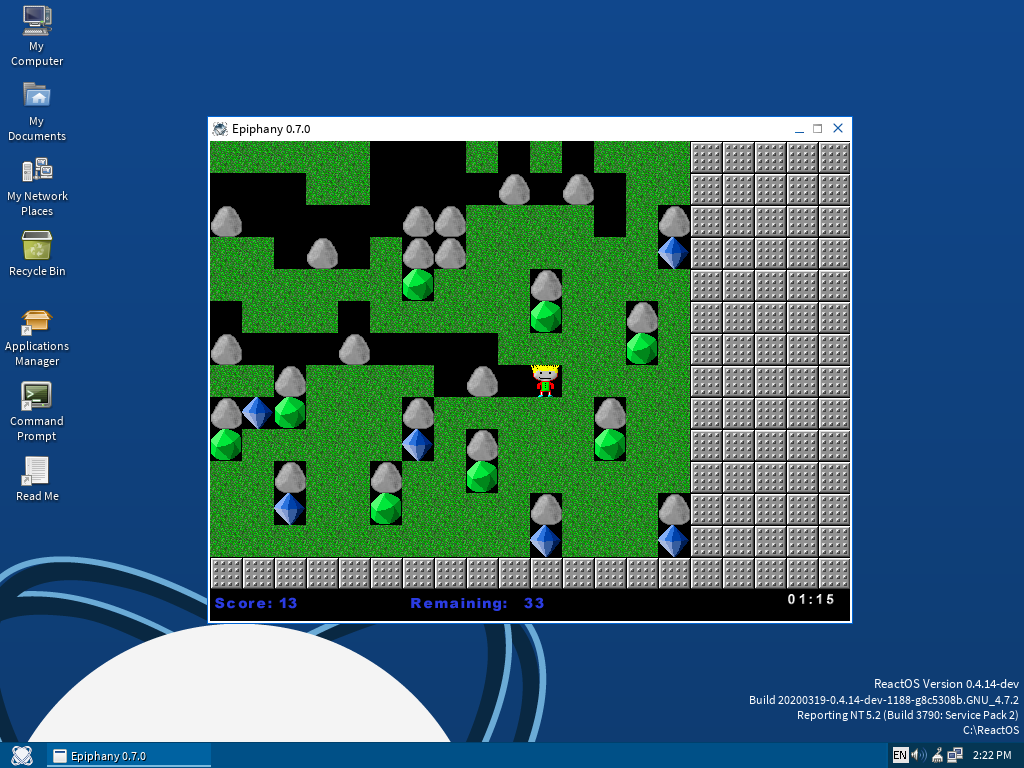 My
Computer
My
Documents
My Network
Places
Recycle Bin
Applications
Manager
Command
Prompt
Read Me
Epiphany 0.7.0
Score: 13
Remaining: 33
01:15
ReactOS Version 0.4.14-dev
Build 20200319-0.4.14-dev-1188-g8c5308b.GNU_4.7.2
Reporting NT 5.2 (Build 3790: Service Pack 2)
C:\ReactOS
Epiphany 0.7.0
EN
2:22 PM